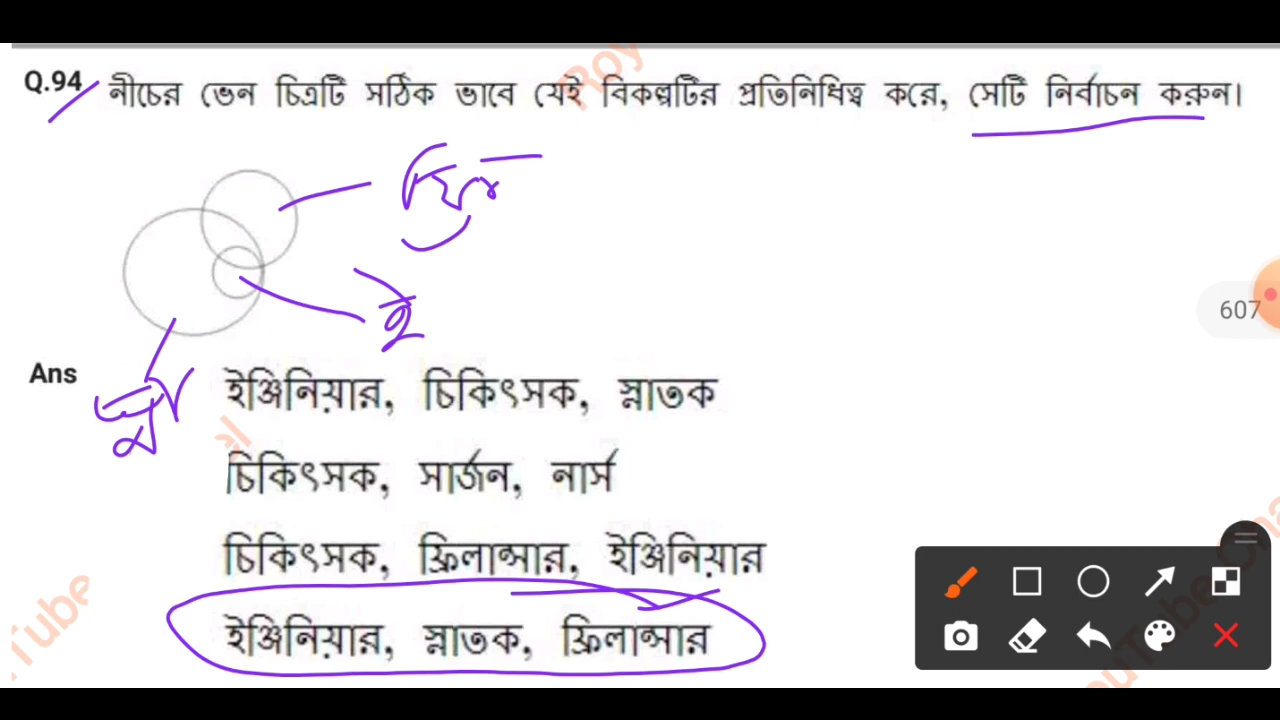 Q.94 নীচের ভেন চিত্রটি সঠিক ভাবে যেই বিকল্পটির প্রতিনিধিত্ব করে, সেটি নির্বাচন করুন।
ই
607
Ans ইঞ্জিনিয়ার, চিকিৎসক, স্নাতক
চিকিৎসক, সার্জন, নার্স
চিকিৎসক, ফ্রিলান্সার, ইঞ্জিনিয়ার
ইঞ্জিনিয়ার, স্নাতক, ফ্রিলান্সার